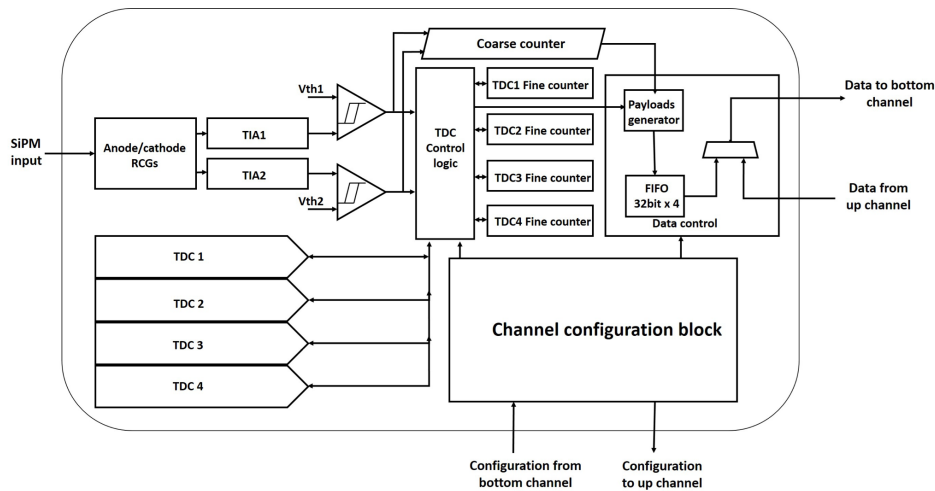 Coarse counter
Vth1
TDC1 Fine counter
Payloads
generator
Data to bottom
channel
SiPM
input
Anode/cathode
RCGs
TIA1
TIA2
TDC
Control
logic
TDC2 Fine counter
TDC3 Fine counter
TDC4 Fine counter
Vth2
FIFO
32bit x 4
Data control
Data from
up channel
TDC 1
TDC 2
TDC 3
TDC 4
Channel configuration block
Configuration from
bottom channel
Configuration
to up channel